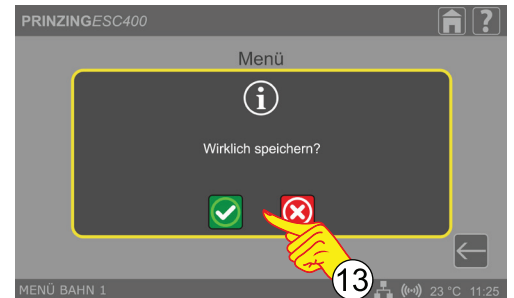 PRINZINGESC400
?
Menü
i
Wirklich speichern?
13
MENÜ BAHN 1
23 °C 11:25